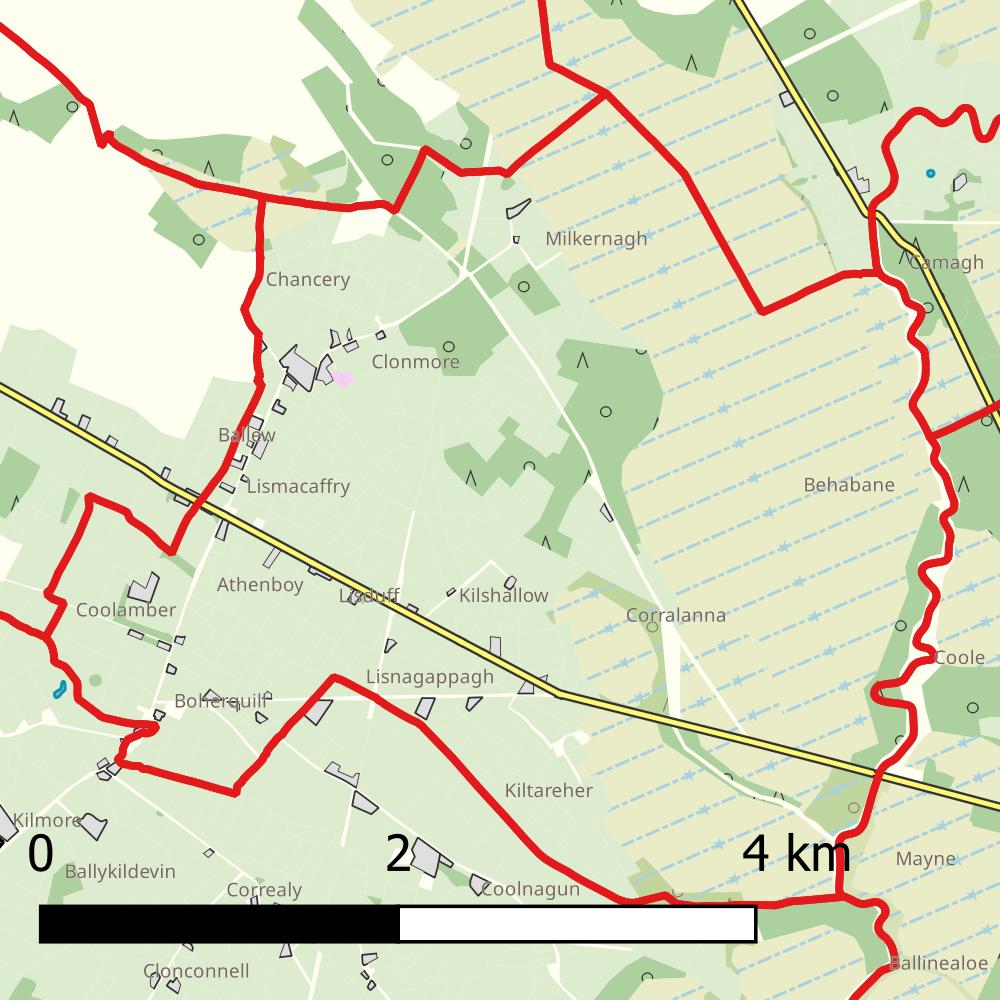 Milkernagh
Camagh
Chancery
Clonmore
Ballew
Lismacaffry
Behabane
Athenboy
Lisduff
Kilshallow
Coolamber
Corralanna
Coole
Lisnagappagh
Boherquill
Kiltareher
Kilmore
0 2 4 km
Mayne
Ballykildevin
Correaly
Coolnagun
Clonconnell
Ballinealoe